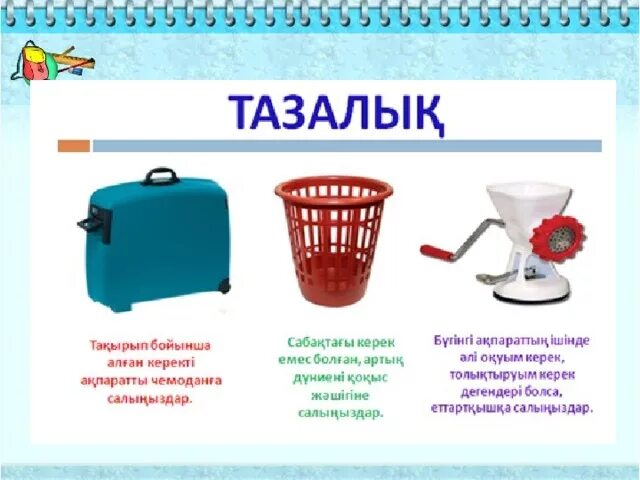 ТАЗАЛЫҚ
Тақырып бойынша
алған керекті
ақпаратты чемоданға
салыңыздар.
Сабақтағы керек
емес болған, артық
дүниені қоқыс
жәшігіне
салыңыздар.
Бүгінгі ақпараттың ішінде
әлі оқуым керек,
толықтыруым керек
дегендері болса,
еттартқышқа салыңыздар.